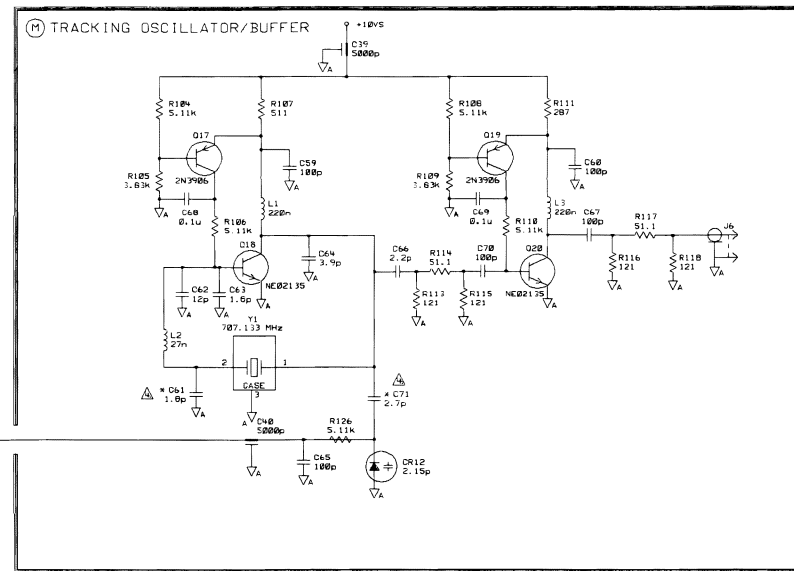 M TRACKING OSCILLATOR/BUFFER
+10VS
C39
5000p
A
R104
5.11k
R107
511
R108
5.11k
R111
287
Q17
2N3906
Q19
2N3906
C59
100p
A
C60
100p
A
R105
3.83k
A
C68
0.1u
R109
3.83k
A
C69
0.1u
L1
220n
L3
220n
R106
5.11k
R110
5.11k
C67
100p
R117
51.1
J6
Q18
NE02135
A
C64
3.9p
A
C66
2.2p
R114
51.1
C70
100p
Q20
NE02135
A
R116
121
A
R118
121
A
A
C62
12p
A
C63
1.6p
A
R113
121
A
R115
121
A
L2
27n
Y1
707.133 MHz
2
1
CASE
3
A
4
* C61
1.8p
A
4
* C71
2.7p
C40
5000p
A
R126
5.11k
C65
100p
A
CR12
2.15p
A